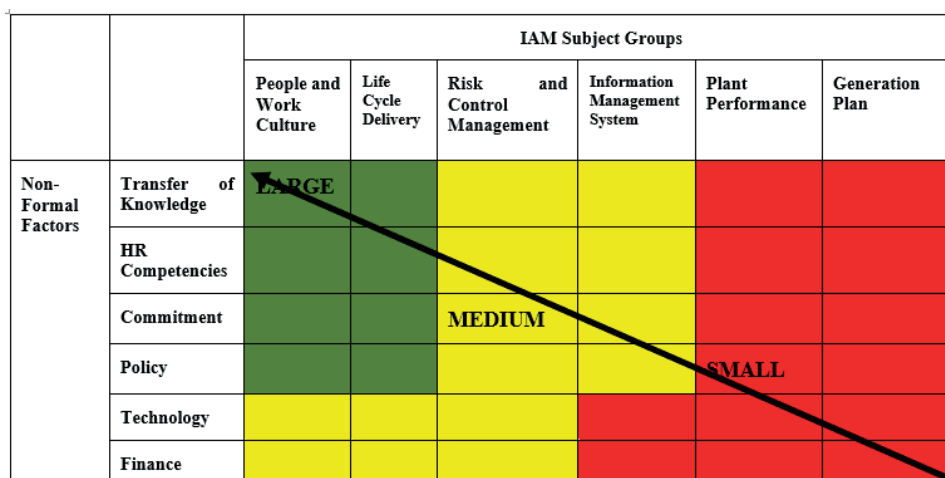 IAM Subject Groups
People and Work Culture
Life Cycle Delivery
Risk and Control Management
Information Management System
Plant Performance
Generation Plan
Non-Formal Factors
Transfer of Knowledge
LARGE
HR Competencies
Commitment
MEDIUM
Policy
SMALL
Technology
Finance